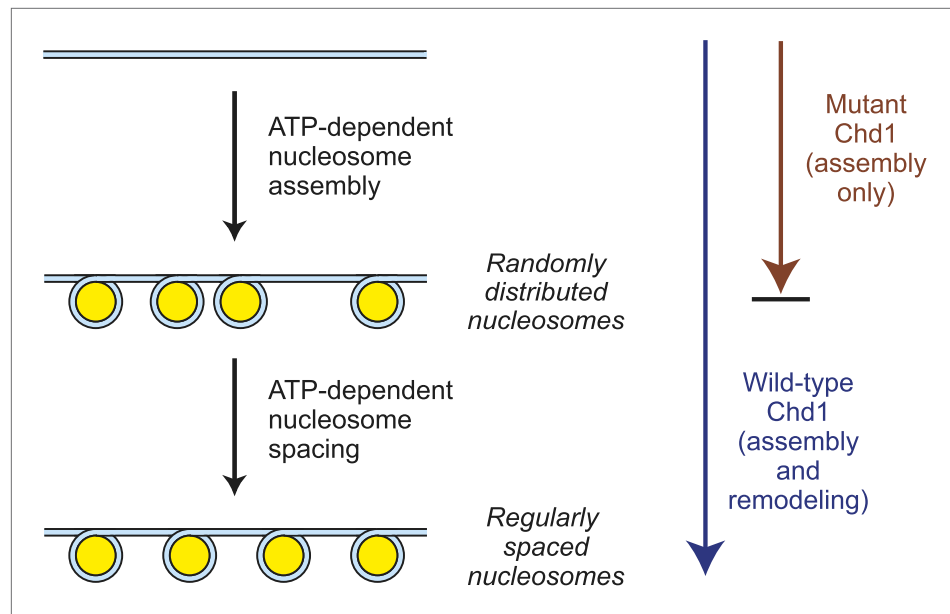 ATP-dependent
nucleosome
assembly
Mutant
Chd1
(assembly
only)
Randomly
distributed
nucleosomes
ATP-dependent
nucleosome
spacing
Wild-type
Chd1
(assembly
and
remodeling)
Regularly
spaced
nucleosomes